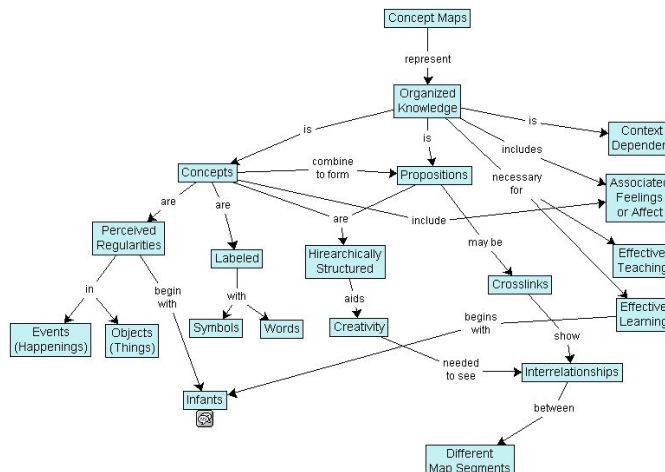 Concept Maps
represent
Organized
Knowledge
is
is
is
includes
Context
Dependen
combine
to form
necessary
for
Concepts
Propositions
Associated
Feelings
or Affect
are
are
are
include
Perceived
Regularities
Labeled
Hirearchically
Structured
may be
Effective
Teaching
in
begin
with
with
aids
Crosslinks
begins
with
Effective
Learning
Events
(Happenings)
Objects
(Things)
Symbols
Words
Creativity
show
needed
to see
Interrelationships
Infants
between
Different
Map Segments